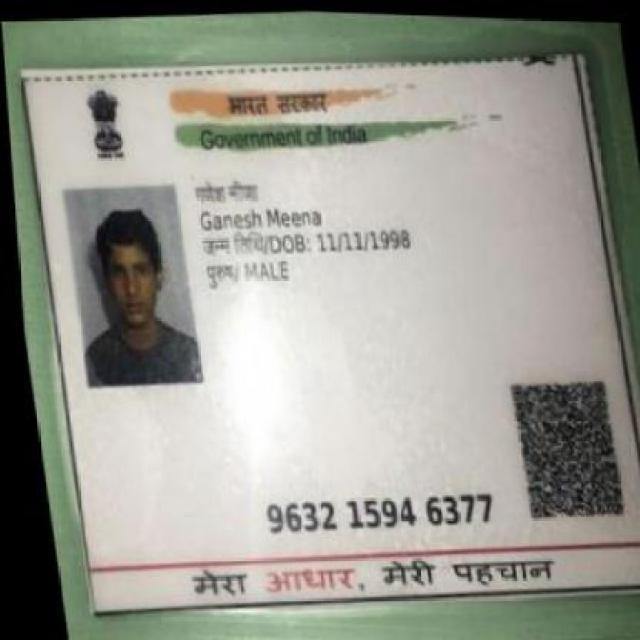 भारत सरकार
Government of India
गणेश मीणा
Ganesh Meena
जन्म तिथि/DOB: 11/11/1998
पुरुष/ MALE
9632 1594 6377
मेरा आधार, मेरी पहचान